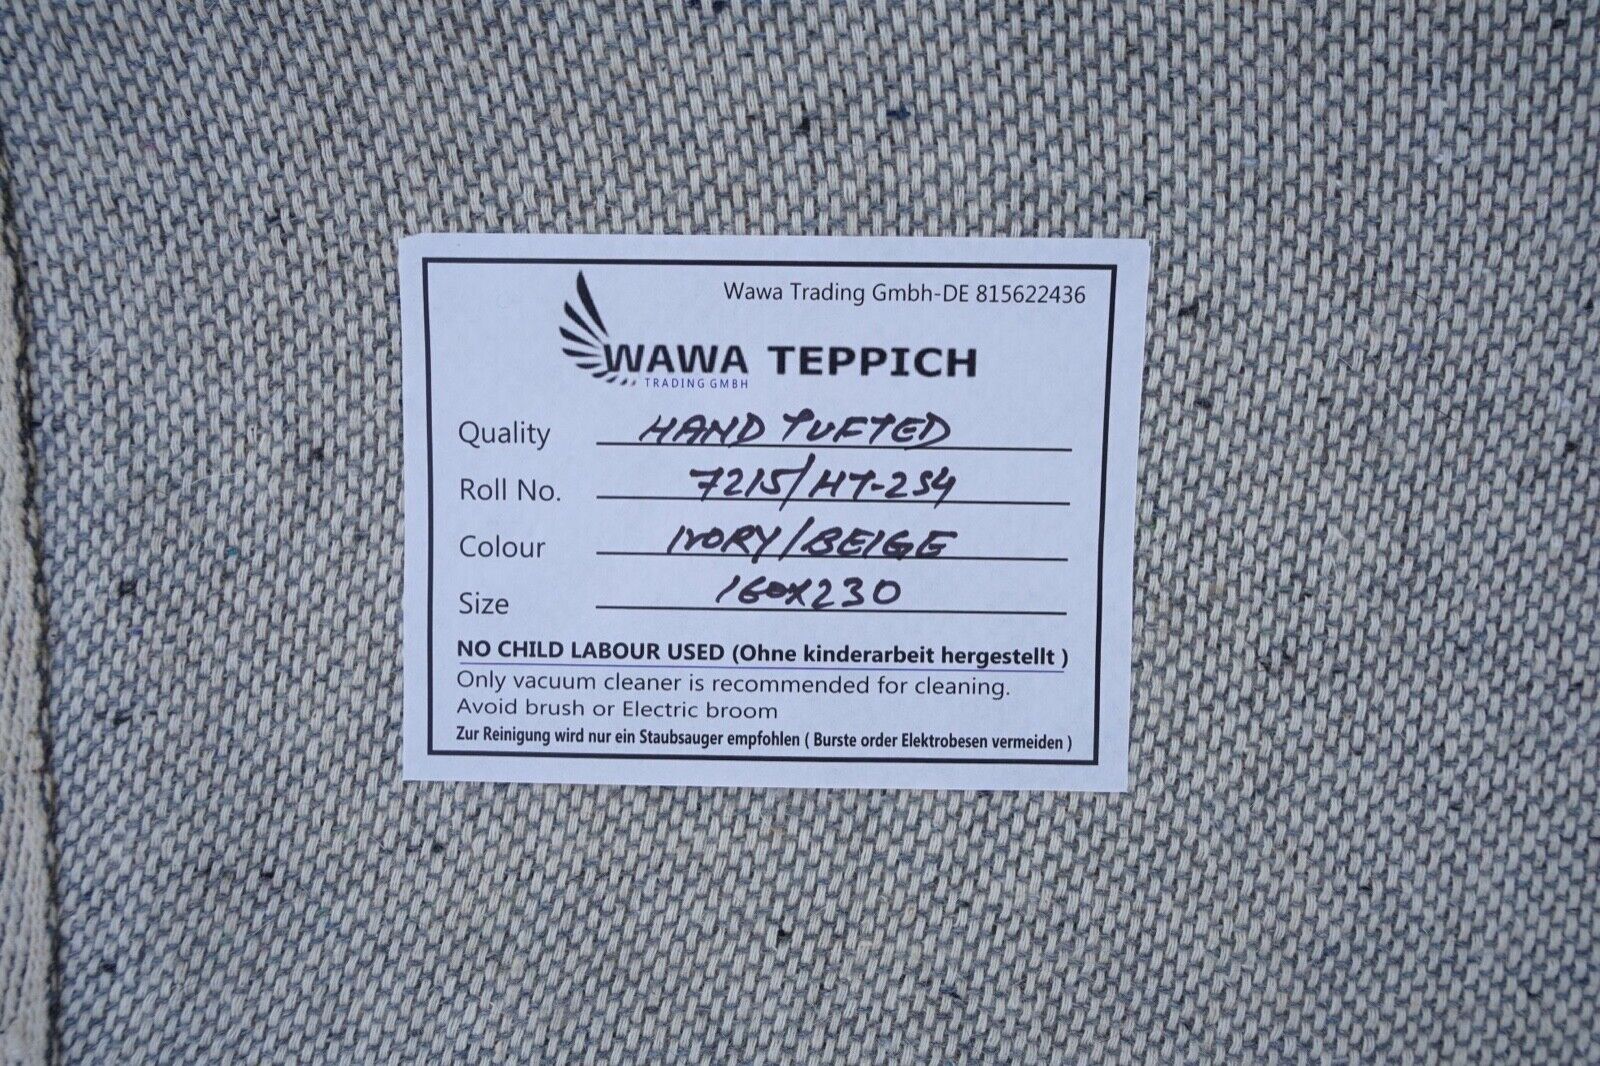 Wawa Trading Gmbh-DE 815622436
WAWA TEPPICH
TRADING GMBH
Quality HAND TUFTED
Roll No. 7215/HT-254
Colour IVORY/BEIGE
Size 160X230
NO CHILD LABOUR USED (Ohne kinderarbeit hergestellt )
Only vacuum cleaner is recommended for cleaning.
Avoid brush or Electric broom
Zur Reinigung wird nur ein Staubsauger empfohlen ( Burste order Elektrobesen vermeiden )